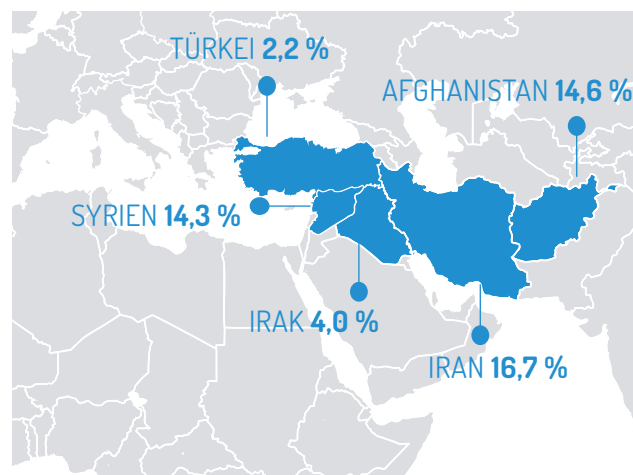 TÜRKEI 2,2 %
AFGHANISTAN 14,6 %
SYRIEN 14,3 %
IRAK 4,0 %
IRAN 16,7 %